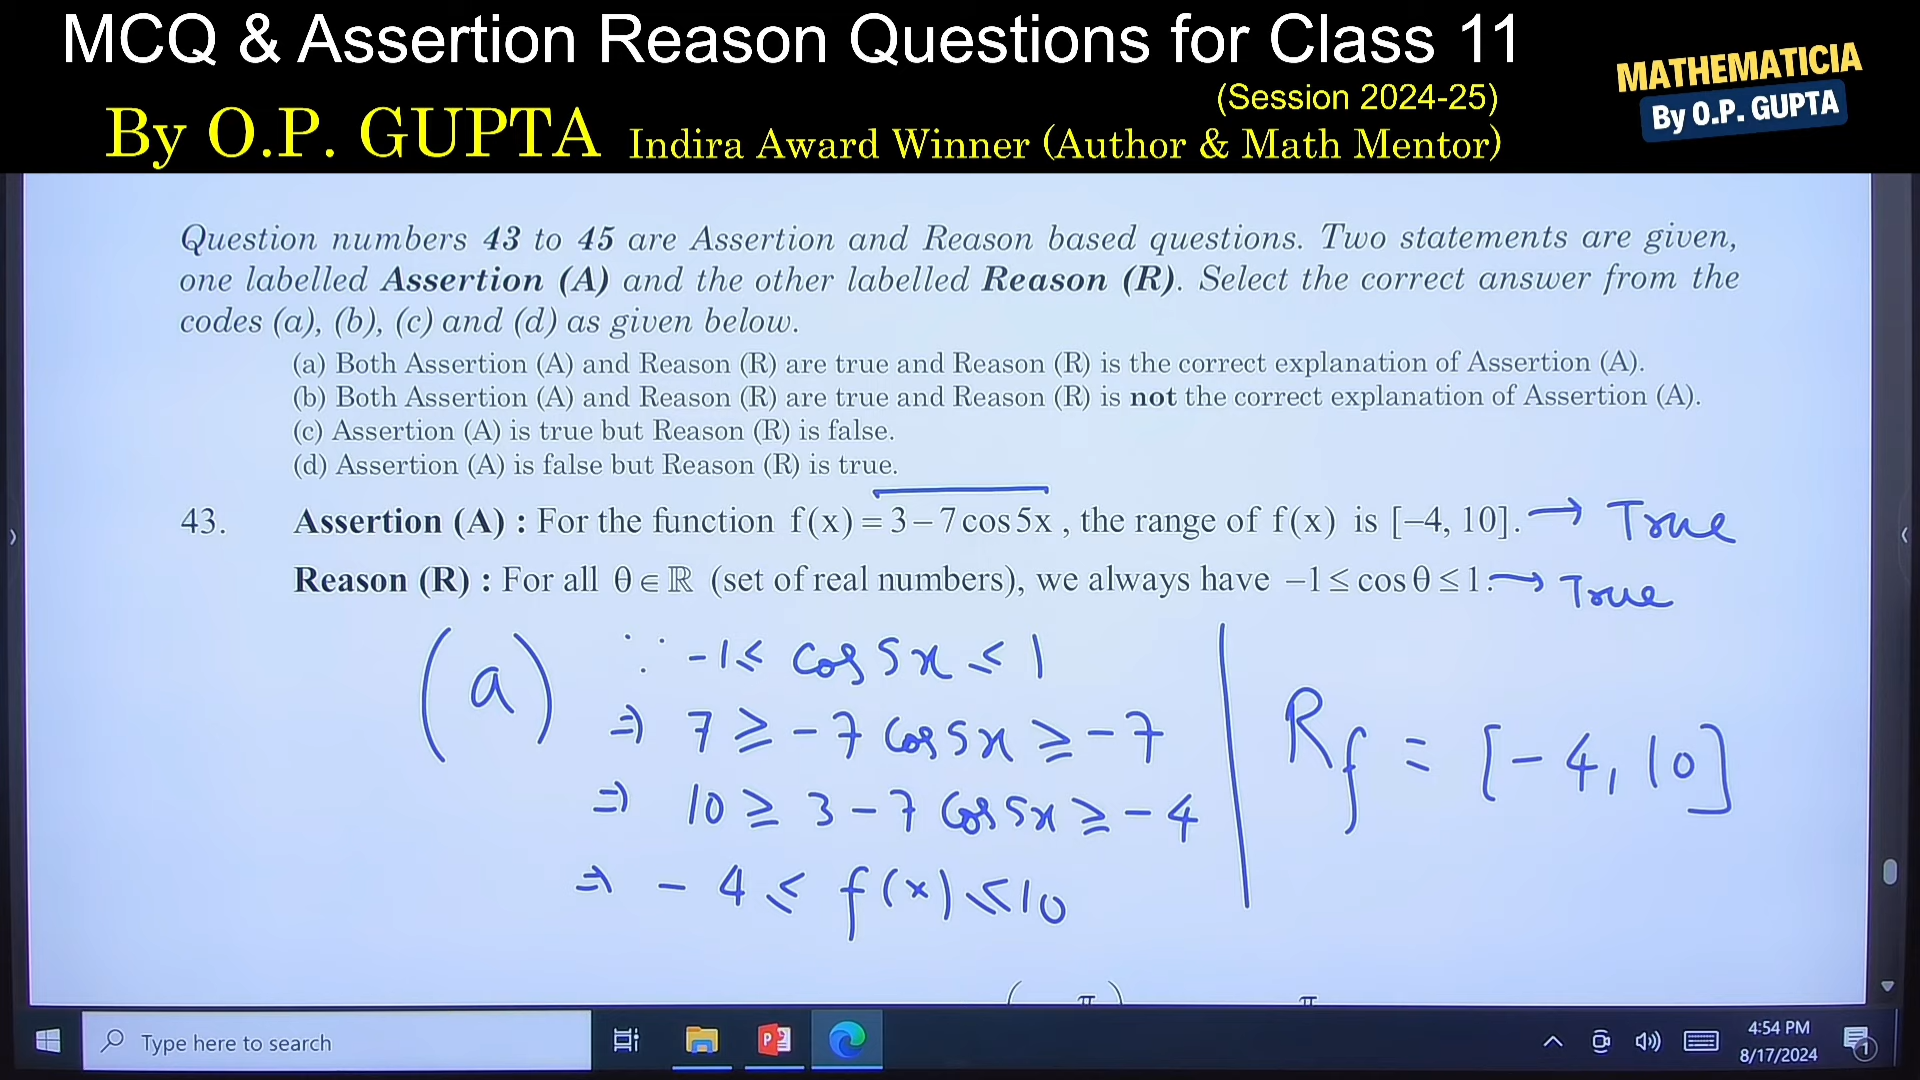 MCQ & Assertion Reason Questions for Class 11
(Session 2024-25)
By O.P. GUPTA Indira Award Winner (Author & Math Mentor)
MATHEMATICIA
By O.P. GUPTA
Question numbers 43 to 45 are Assertion and Reason based questions. Two statements are given,
one labelled Assertion (A) and the other labelled Reason (R). Select the correct answer from the
codes (a), (b), (c) and (d) as given below.
(a) Both Assertion (A) and Reason (R) are true and Reason (R) is the correct explanation of Assertion (A).
(b) Both Assertion (A) and Reason (R) are true and Reason (R) is not the correct explanation of Assertion (A).
(c) Assertion (A) is true but Reason (R) is false.
(d) Assertion (A) is false but Reason (R) is true.
43. Assertion (A) : For the function f(x) = 3 – 7 cos 5x , the range of f(x) is [–4, 10]. → True
Reason (R) : For all θ ∈ ℝ (set of real numbers), we always have –1 ≤ cos θ ≤ 1. → True
(a) ∵ -1 ≤ cos 5x ≤ 1
⇒ 7 ≥ -7 cos 5x ≥ -7
⇒ 10 ≥ 3 - 7 cos 5x ≥ -4
⇒ -4 ≤ f(x) ≤ 10
R_f = [-4, 10]
( π )   π
Type here to search
4:54 PM
8/17/2024
1